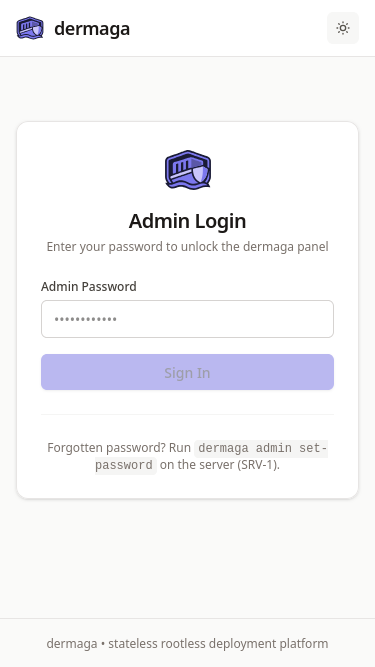 dermaga
Admin Login
Enter your password to unlock the dermaga panel
Admin Password
••••••••••••
Sign In
Forgotten password? Run dermaga admin set-
password on the server (SRV-1).
dermaga • stateless rootless deployment platform